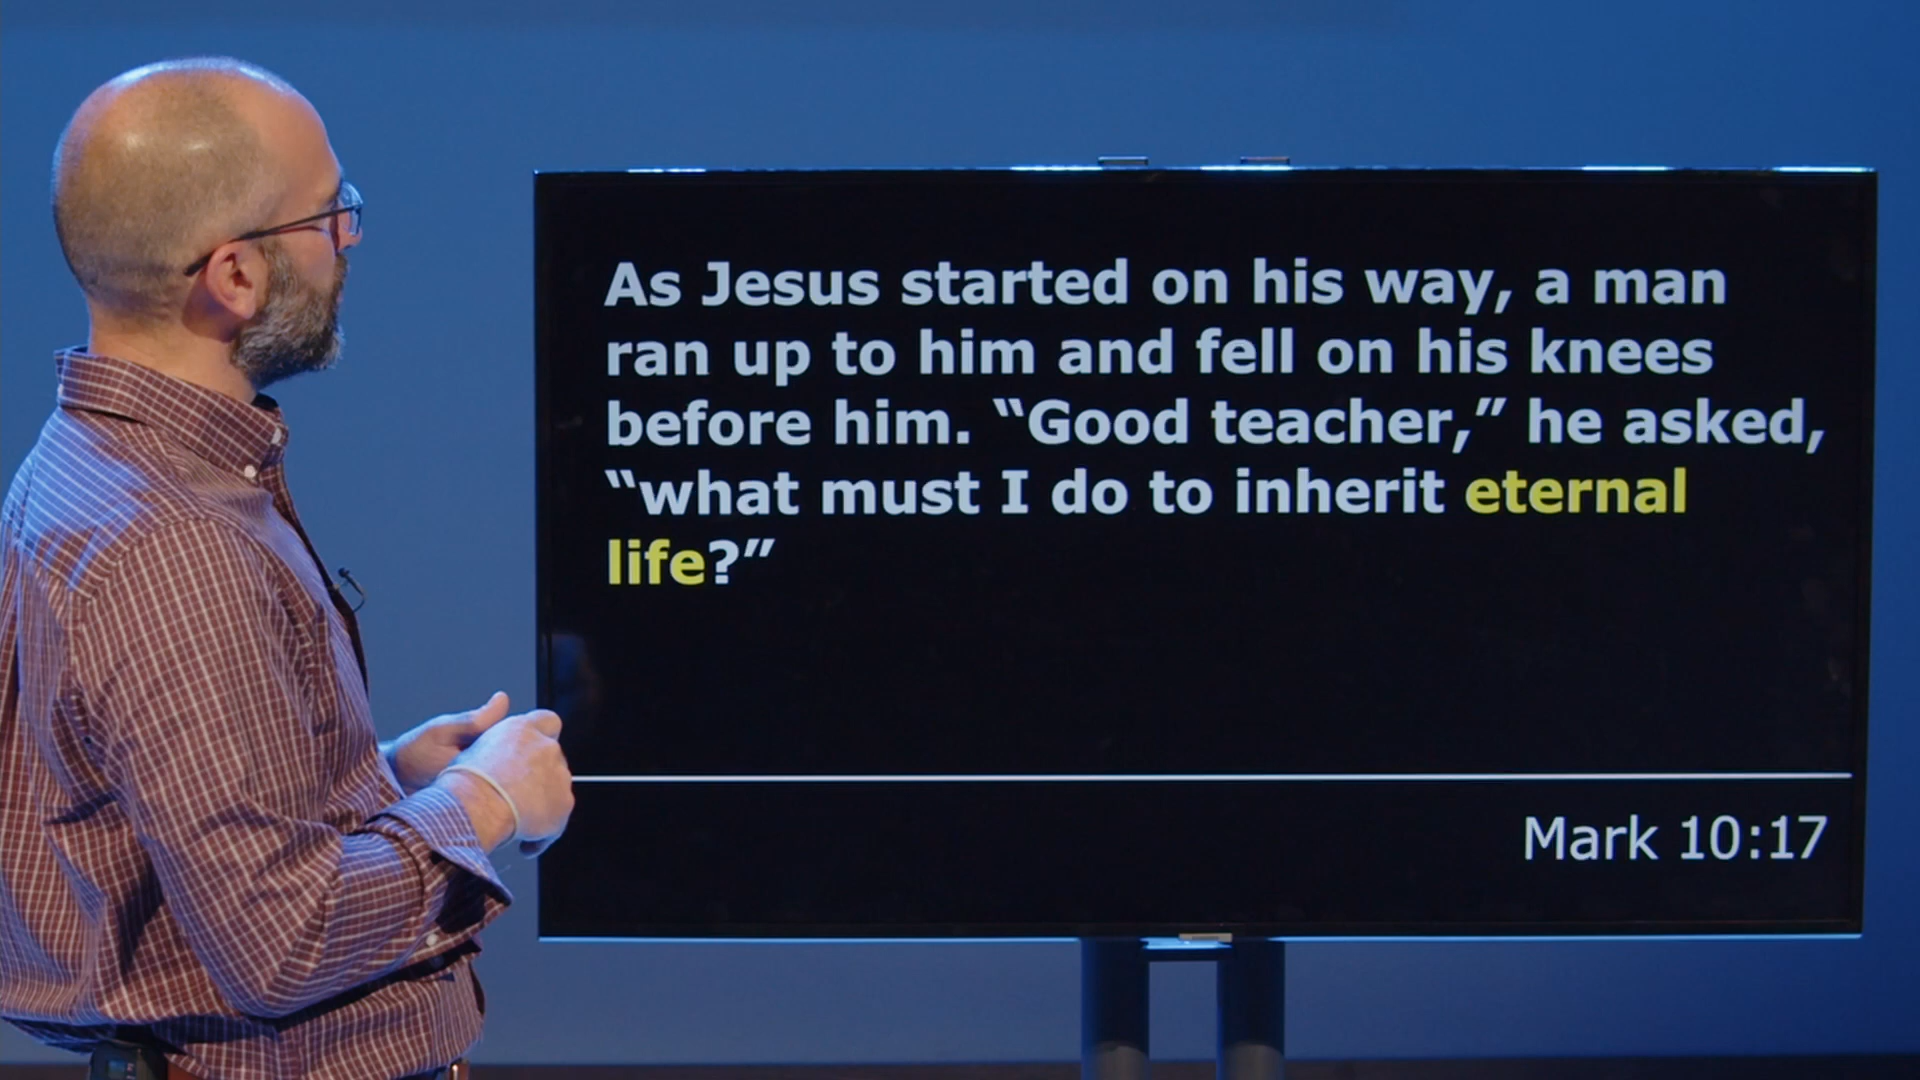 As Jesus started on his way, a man
ran up to him and fell on his knees
before him. “Good teacher,” he asked,
“what must I do to inherit eternal
life?”
Mark 10:17